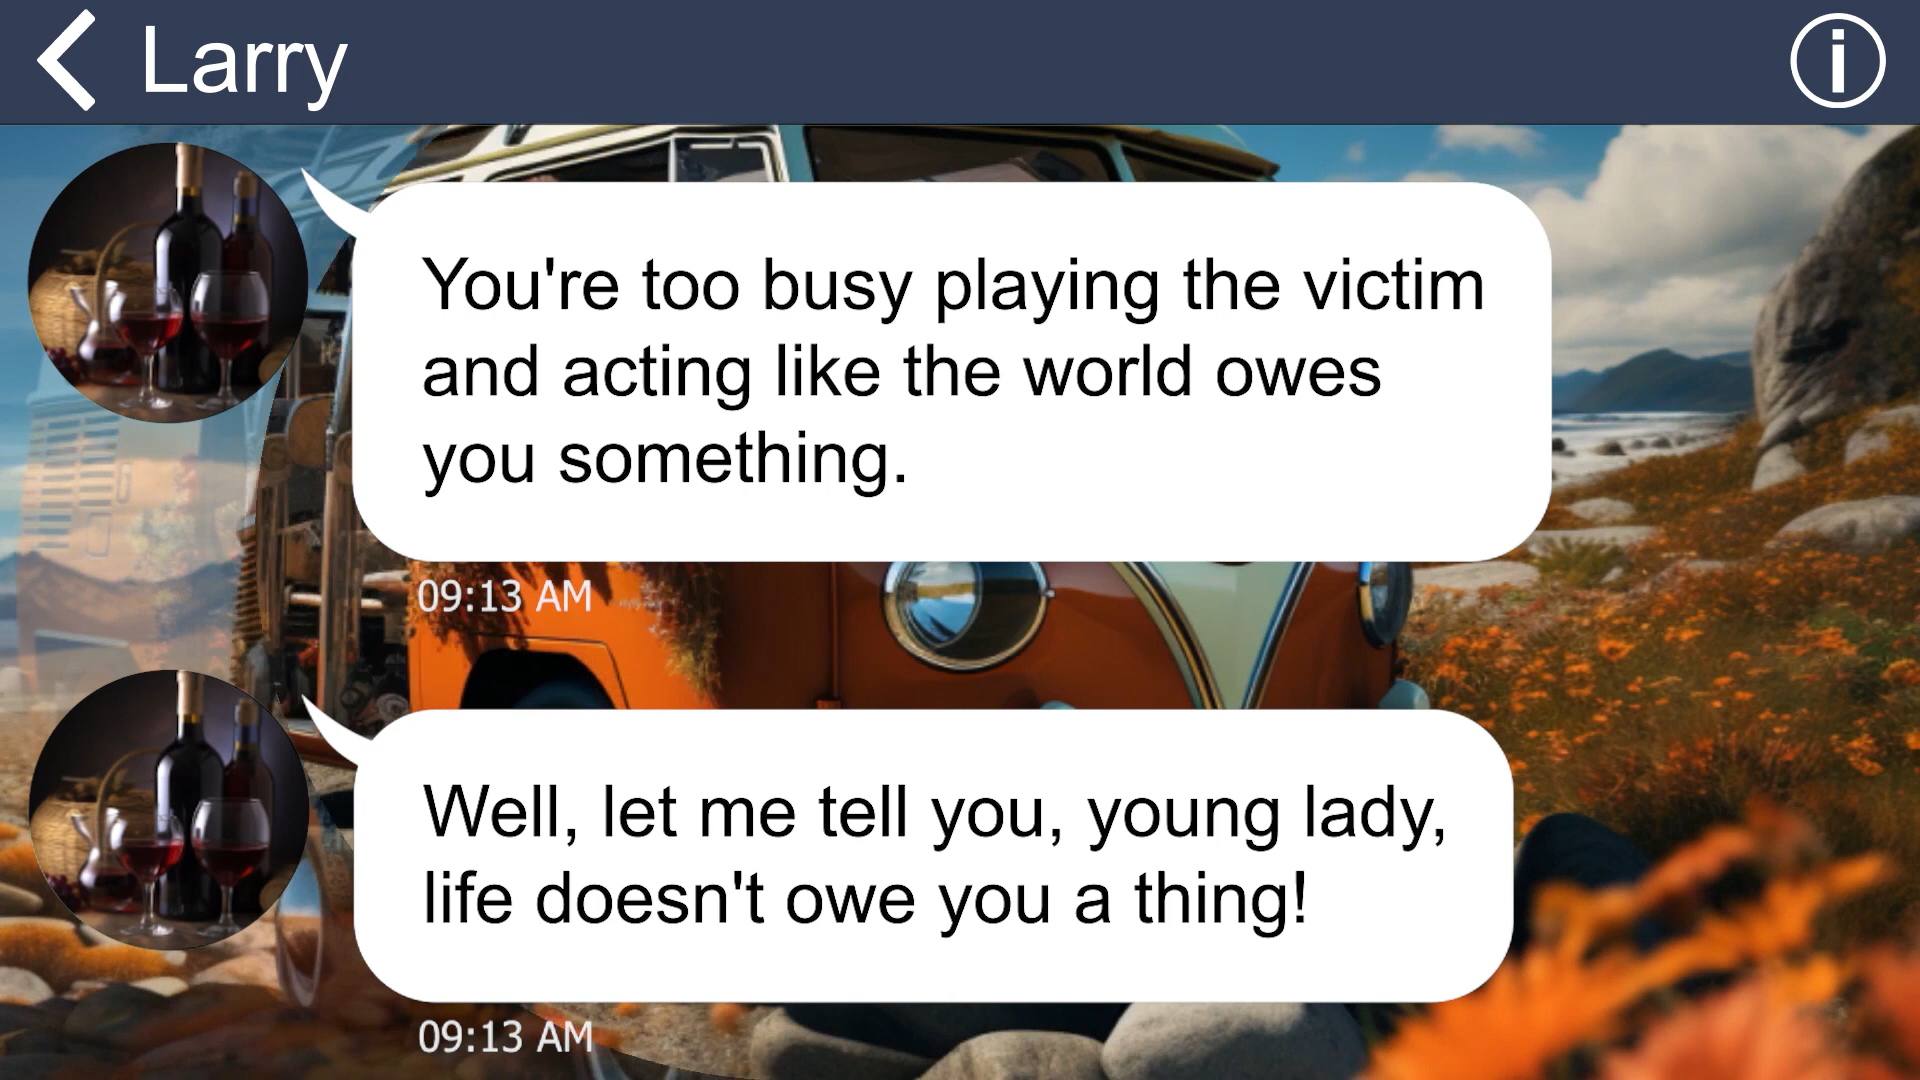 Larry
You're too busy playing the victim
and acting like the world owes
you something.
09:13 AM
Well, let me tell you, young lady,
life doesn't owe you a thing!
09:13 AM